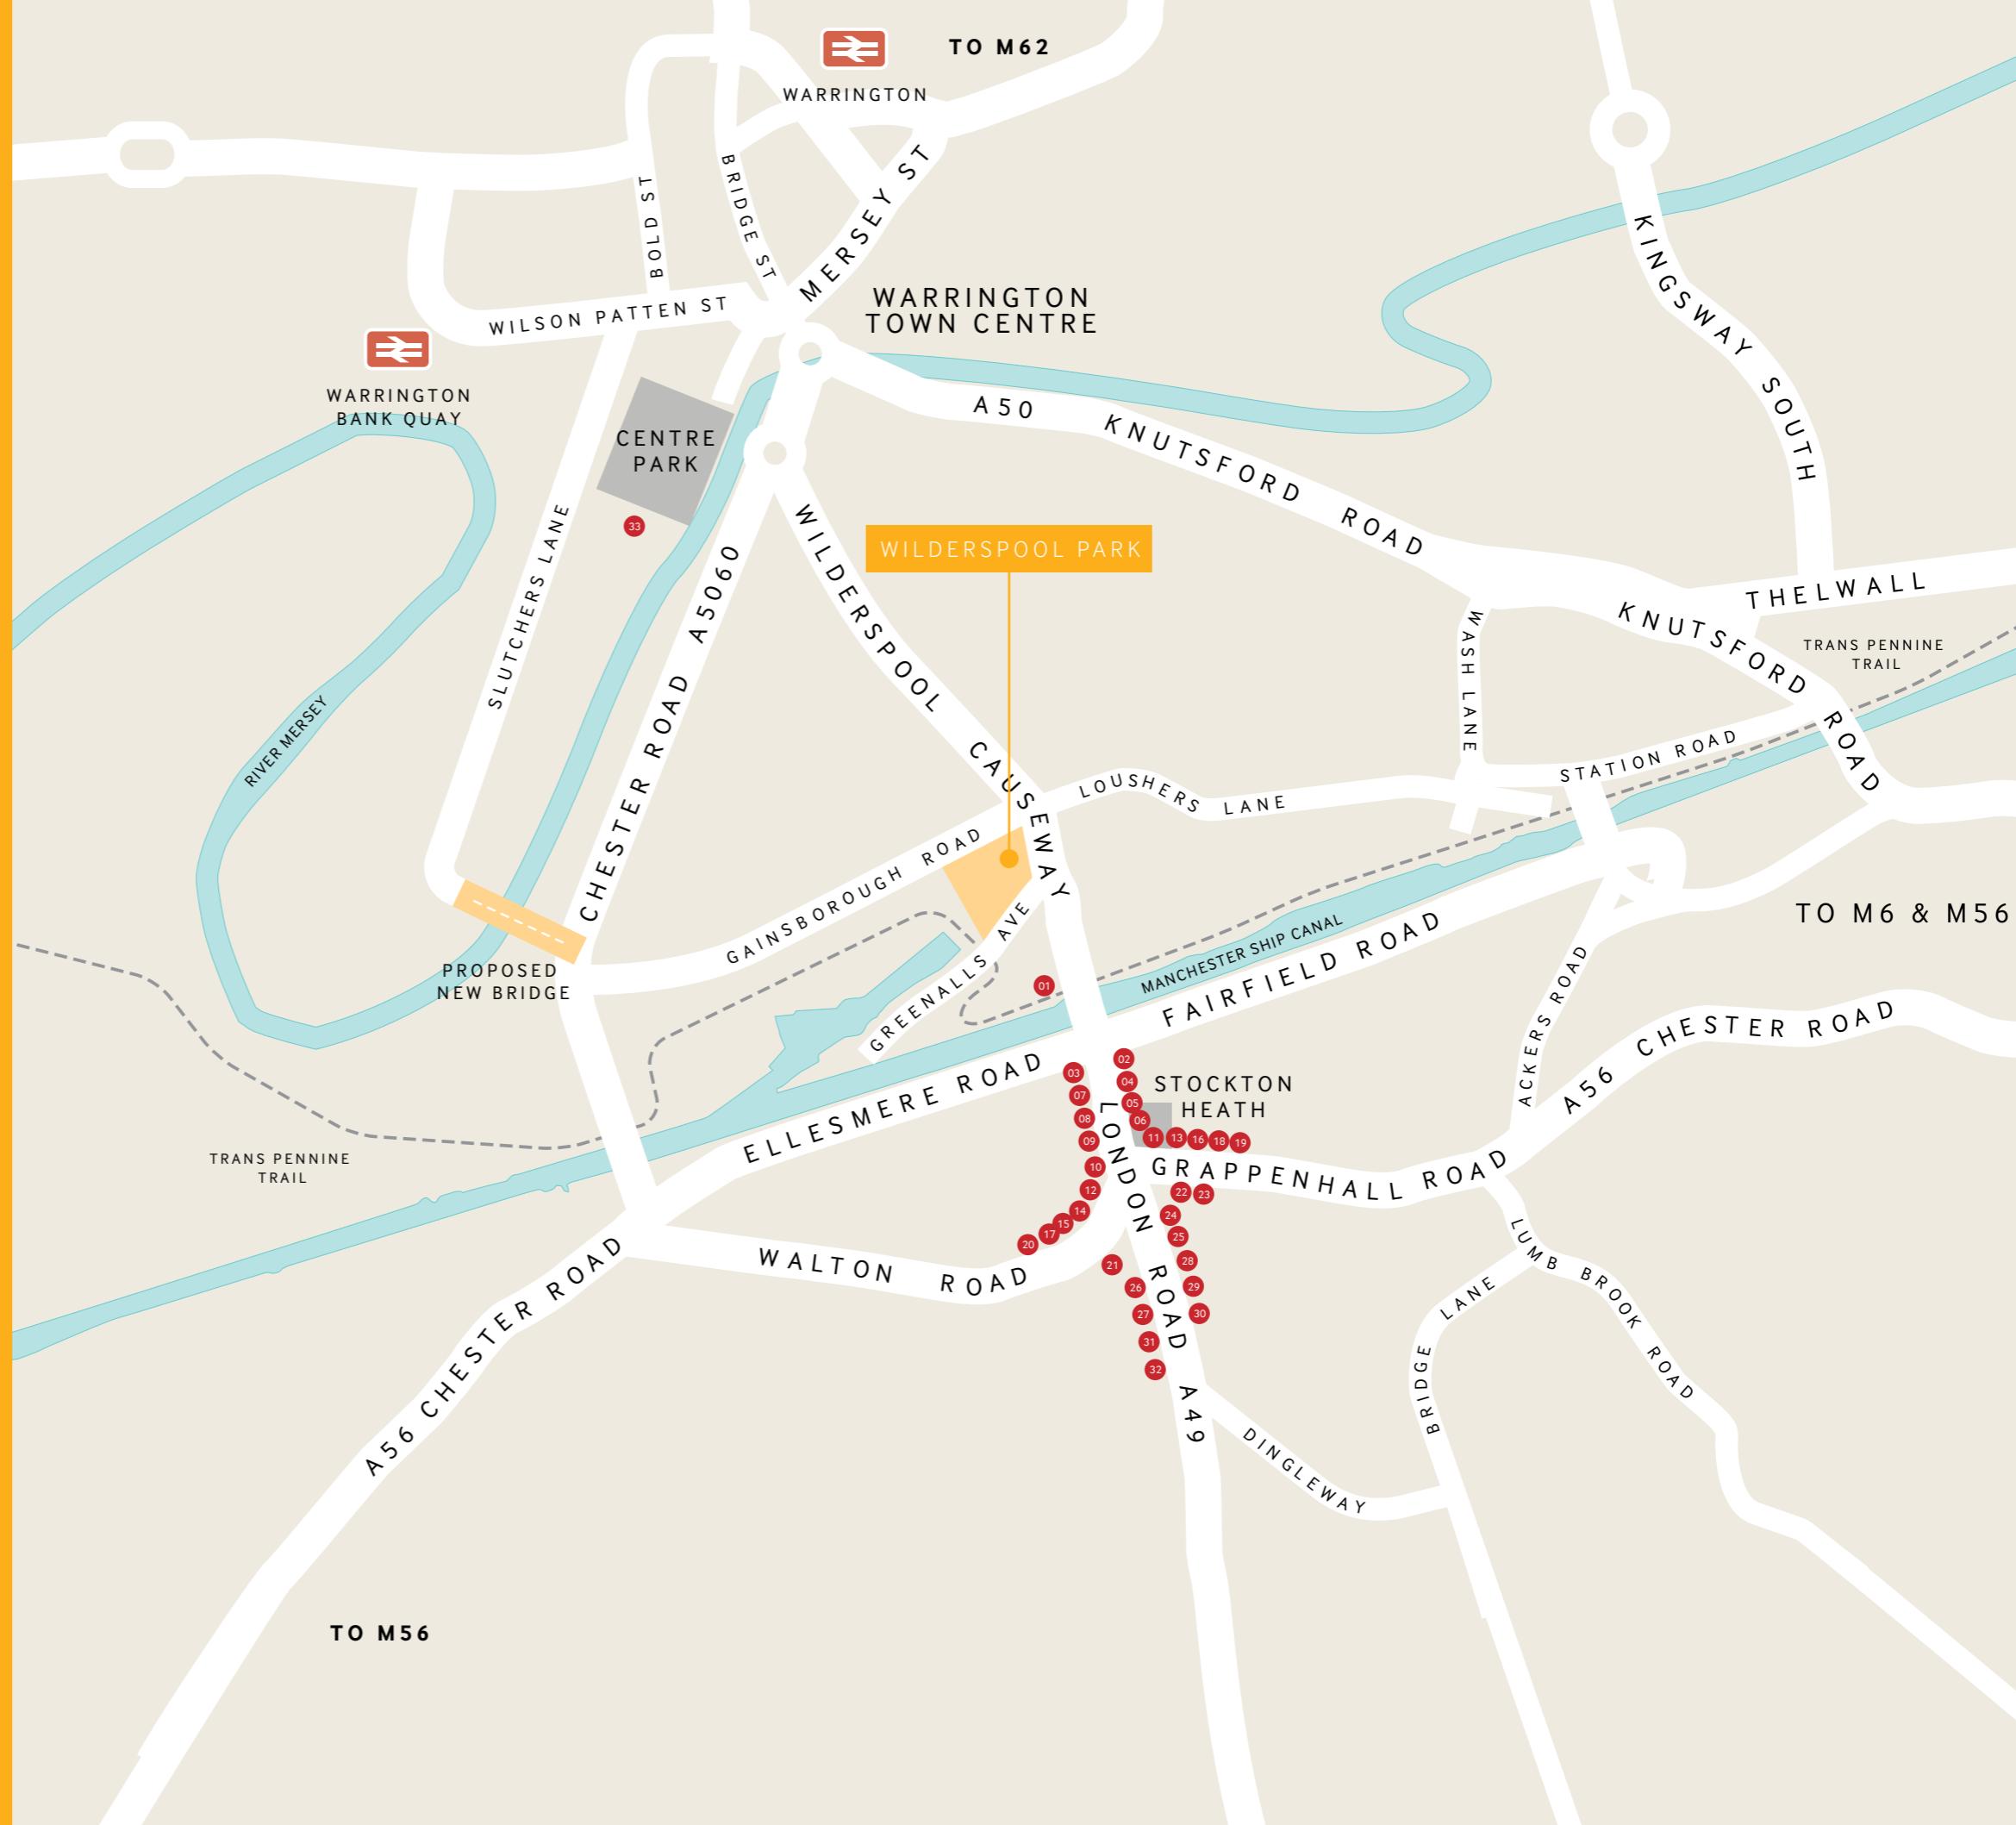 TO M62
WARRINGTON
BRIDGE ST
MERSEY ST
BOLD ST
WILSON PATTEN ST
WARRINGTON
TOWN CENTRE
KINGSWAY SOUTH
WARRINGTON
BANK QUAY
CENTRE
PARK
33
A50 KNUTSFORD ROAD
SLUTCHERS LANE
CHESTER ROAD A5060
WILDERSPOOL CAUSEWAY
WILDERSPOOL PARK
THELWALL
KNUTSFORD ROAD
WASH LANE
TRANS PENNINE
TRAIL
RIVER MERSEY
STATION ROAD
LOUSHERS LANE
GAINSBOROUGH ROAD
GREENALLS AVE
PROPOSED
NEW BRIDGE
MANCHESTER SHIP CANAL
FAIRFIELD ROAD
TO M6 & M56
ACKERS ROAD
A56 CHESTER ROAD
01
02
03
04
STOCKTON
HEATH
05
06
07
08
09
10
11
13
16
18
19
ELLESMERE ROAD
LONDON ROAD A49
GRAPPENHALL ROAD
TRANS PENNINE
TRAIL
12
14
15
17
20
22
23
24
25
21
26
27
28
29
30
31
32
WALTON ROAD
LUMB BROOK ROAD
BRIDGE LANE
A56 CHESTER ROAD
DINGLEWAY
TO M56